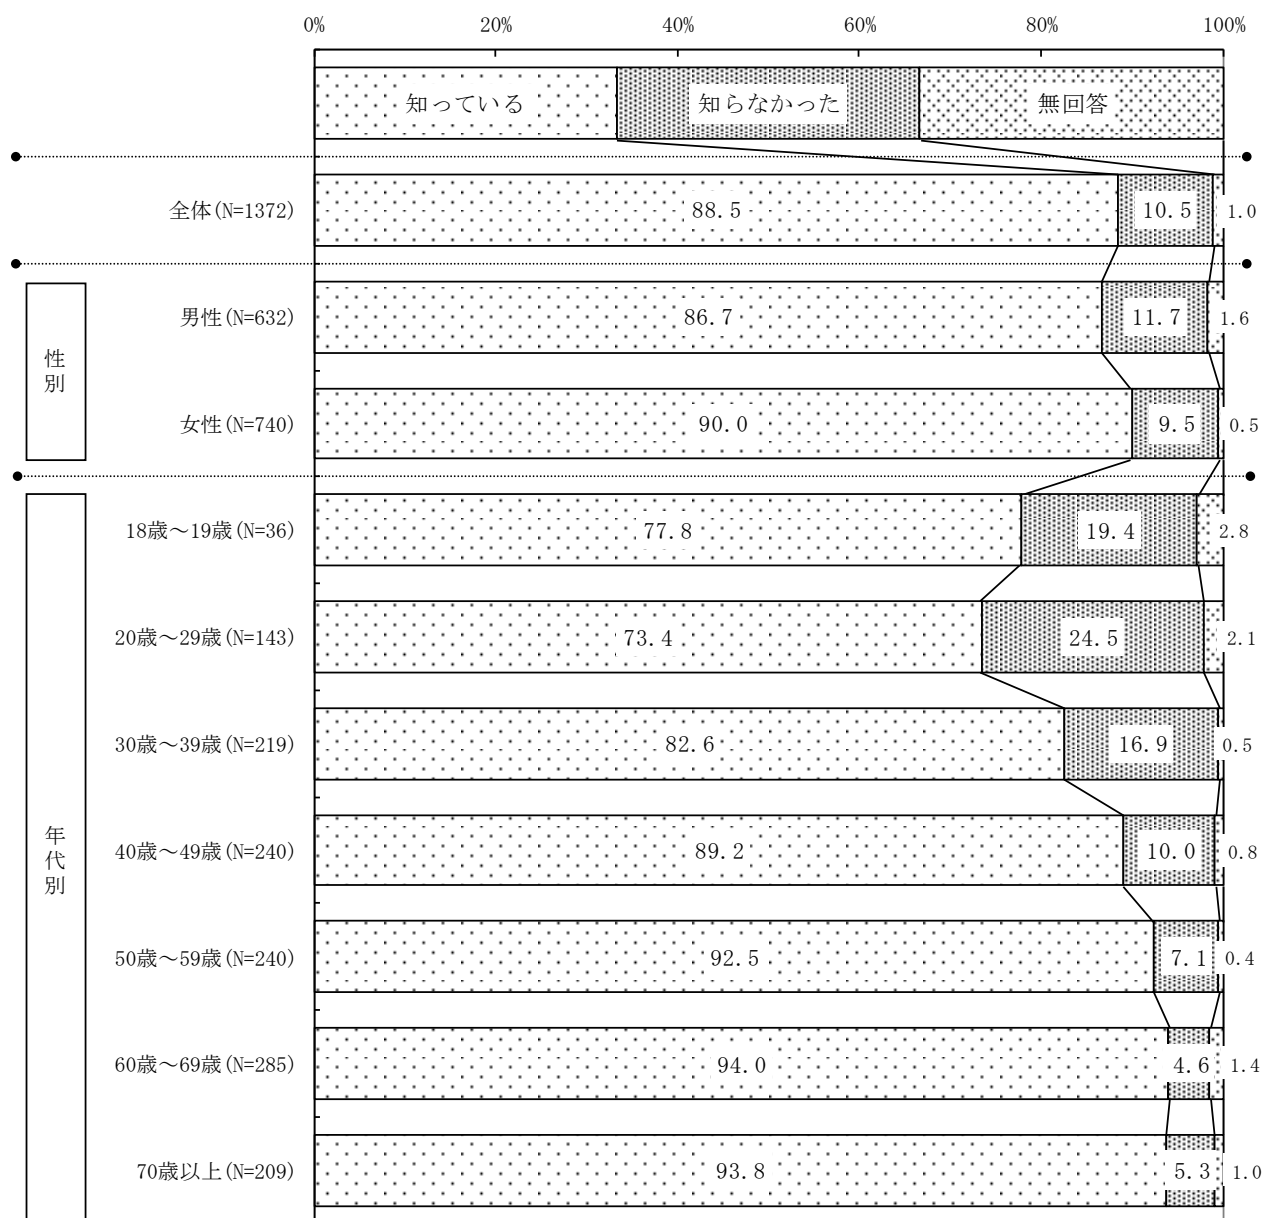 0% 20% 40% 60% 80% 100%
知っている 知らなかった 無回答
全体(N=1372) 88.5 10.5 1.0
性別
男性(N=632) 86.7 11.7 1.6
女性(N=740) 90.0 9.5 0.5
年代別
18歳～19歳(N=36) 77.8 19.4 2.8
20歳～29歳(N=143) 73.4 24.5 2.1
30歳～39歳(N=219) 82.6 16.9 0.5
40歳～49歳(N=240) 89.2 10.0 0.8
50歳～59歳(N=240) 92.5 7.1 0.4
60歳～69歳(N=285) 94.0 4.6 1.4
70歳以上(N=209) 93.8 5.3 1.0